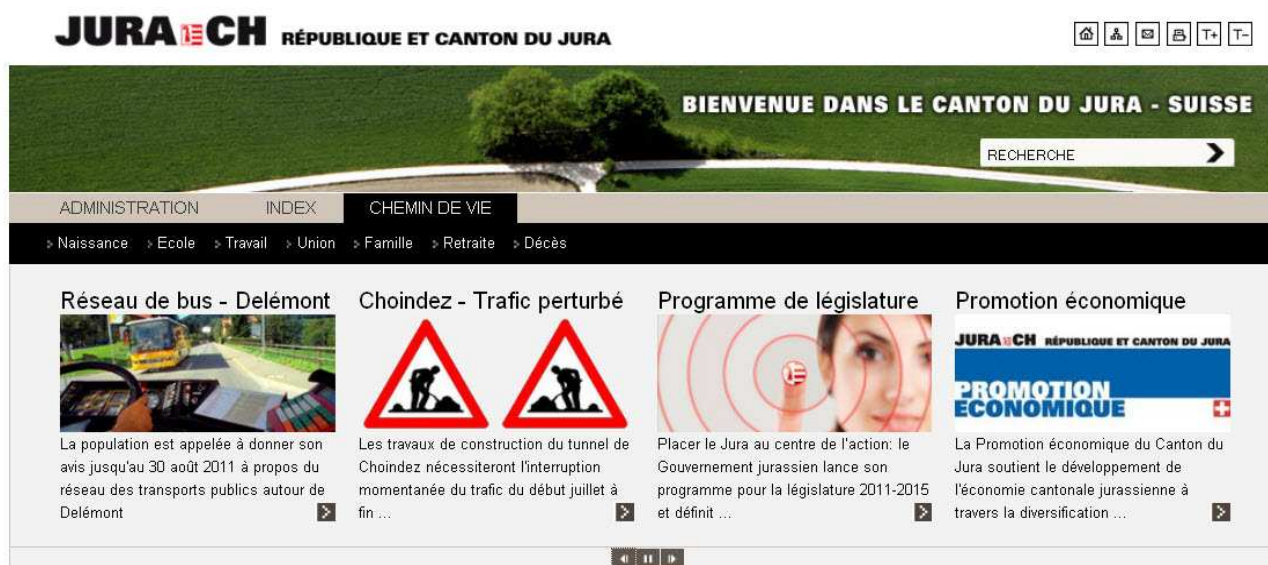 JURA CH RÉPUBLIQUE ET CANTON DU JURA
T+ T-
BIENVENUE DANS LE CANTON DU JURA - SUISSE
RECHERCHE
ADMINISTRATION INDEX CHEMIN DE VIE
Naissance Ecole Travail Union Famille Retraite Décès
Réseau de bus - Delémont
La population est appelée à donner son
avis jusqu'au 30 août 2011 à propos du
réseau des transports publics autour de
Delémont
Choindez - Trafic perturbé
Les travaux de construction du tunnel de
Choindez nécessiteront l'interruption
momentanée du trafic du début juillet à
fin ...
Programme de législature
Placer le Jura au centre de l'action: le
Gouvernement jurassien lance son
programme pour la législature 2011-2015
et définit ...
Promotion économique
JURA CH RÉPUBLIQUE ET CANTON DU JURA
PROMOTION
ECONOMIQUE
La Promotion économique du Canton du
Jura soutient le développement de
l'économie cantonale jurassienne à
travers la diversification ...